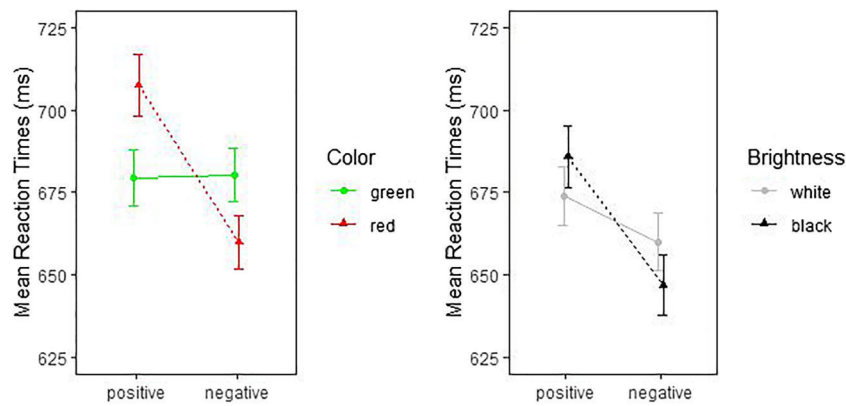 Mean Reaction Times (ms)
725
700
675
650
625
positive negative
Color
green
red
Mean Reaction Times (ms)
725
700
675
650
625
positive negative
Brightness
white
black